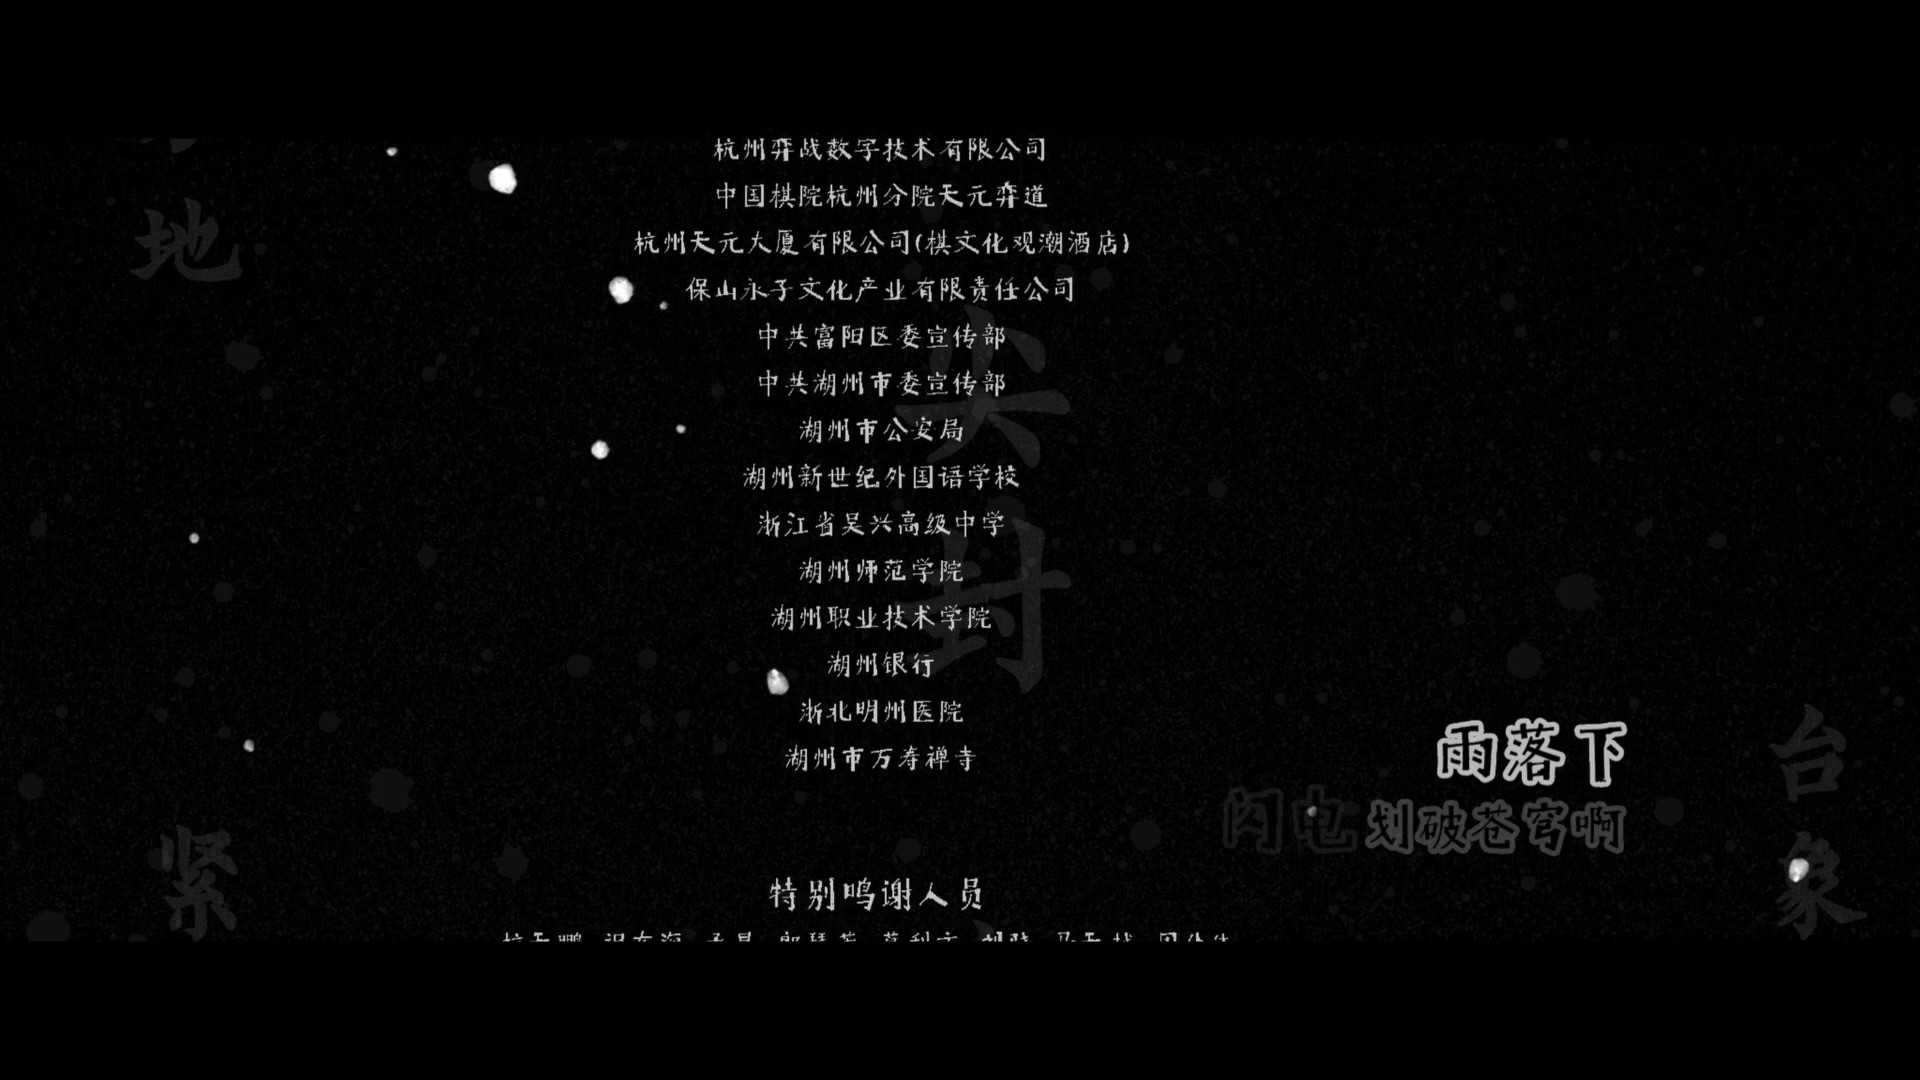 杭州弈战数字技术有限公司
中国棋院杭州分院天元弈道
杭州天元大厦有限公司(棋文化观潮酒店)
保山永子文化产业有限责任公司
中共富阳区委宣传部
中共湖州市委宣传部
湖州市公安局
湖州新世纪外国语学校
浙江省吴兴高级中学
湖州师范学院
湖州职业技术学院
湖州银行
浙北明州医院
湖州市万寿禅寺
特别鸣谢人员
雨落下
闪电划破苍穹啊
地
紧
尖封
台象